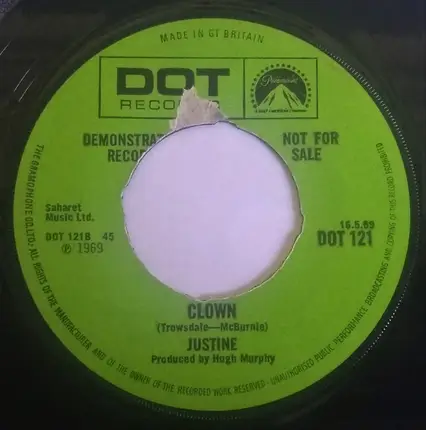 MADE IN GT BRITAIN
DOT
RECORDS
Paramount
DEMONSTRAT
RECO
NOT FOR
SALE
Sabaret
Music Ltd.
DOT 121B 45
℗ 1969
16.5.69
DOT 121
CLOWN
(Trowsdale—McBurnie)
JUSTINE
Produced by Hugh Murphy
THE GRAMOPHONE CO. LTD. ALL RIGHTS OF THE MANUFACTURER AND OF THE OWNER OF THE RECORDED WORK RESERVED · UNAUTHORISED PUBLIC PERFORMANCE BROADCASTING AND COPYING OF THIS RECORD PROHIBITED